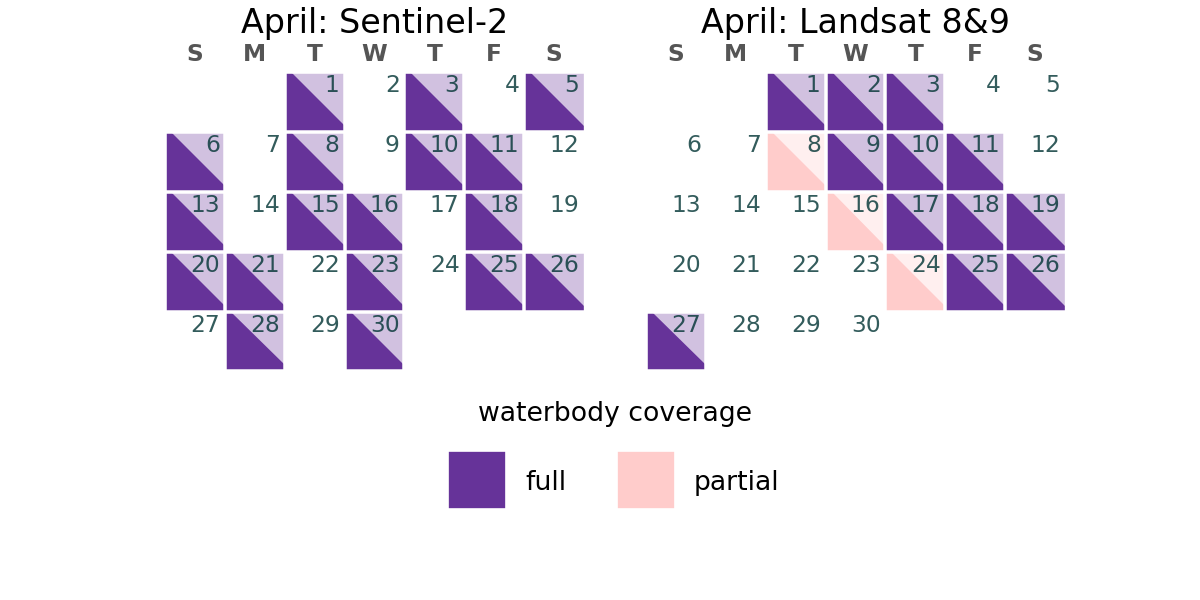 April: Sentinel-2
S M T W T F S
1 2 3 4 5
6 7 8 9 10 11 12
13 14 15 16 17 18 19
20 21 22 23 24 25 26
27 28 29 30
April: Landsat 8&9
S M T W T F S
1 2 3 4 5
6 7 8 9 10 11 12
13 14 15 16 17 18 19
20 21 22 23 24 25 26
27 28 29 30
waterbody coverage
full
partial